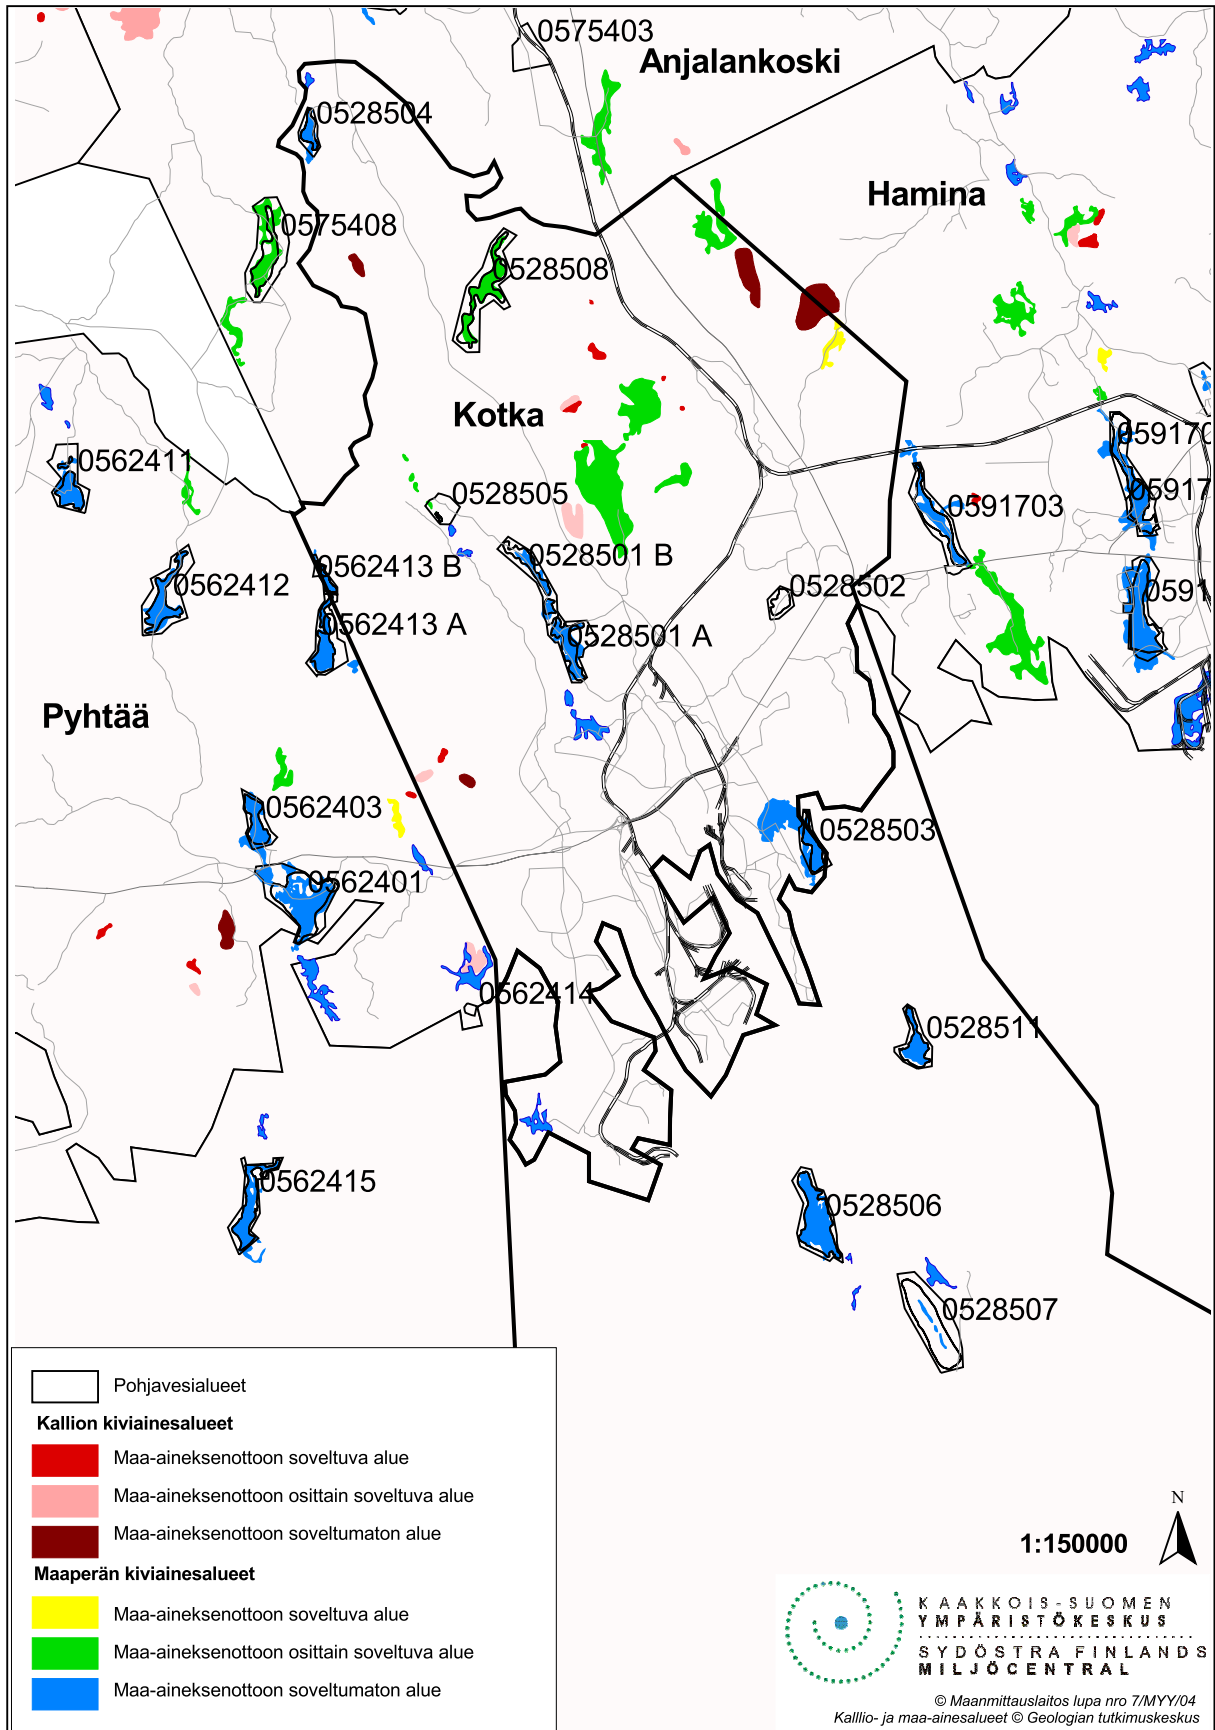 0575403
Anjalankoski
0528504
Hamina
0575408
0528508
Kotka
0562411
0528505
0591703
0528501 B
0562413 B
0562412
0528502
0562413 A
0528501 A
Pyhtää
0562403
0528503
0562401
0562414
0528511
0562415
0528506
0528507
Pohjavesialueet
Kallion kiviainesalueet
Maa-aineksenottoon soveltuva alue
Maa-aineksenottoon osittain soveltuva alue
Maa-aineksenottoon soveltumaton alue
Maaperän kiviainesalueet
Maa-aineksenottoon soveltuva alue
Maa-aineksenottoon osittain soveltuva alue
Maa-aineksenottoon soveltumaton alue
N
1:150000
KAAKKOIS-SUOMEN
YMPÄRISTÖKESKUS
SYDÖSTRA FINLANDS
MILJÖCENTRAL
© Maanmittauslaitos lupa nro 7/MYY/04
Kalllio- ja maa-ainesalueet © Geologian tutkimuskeskus